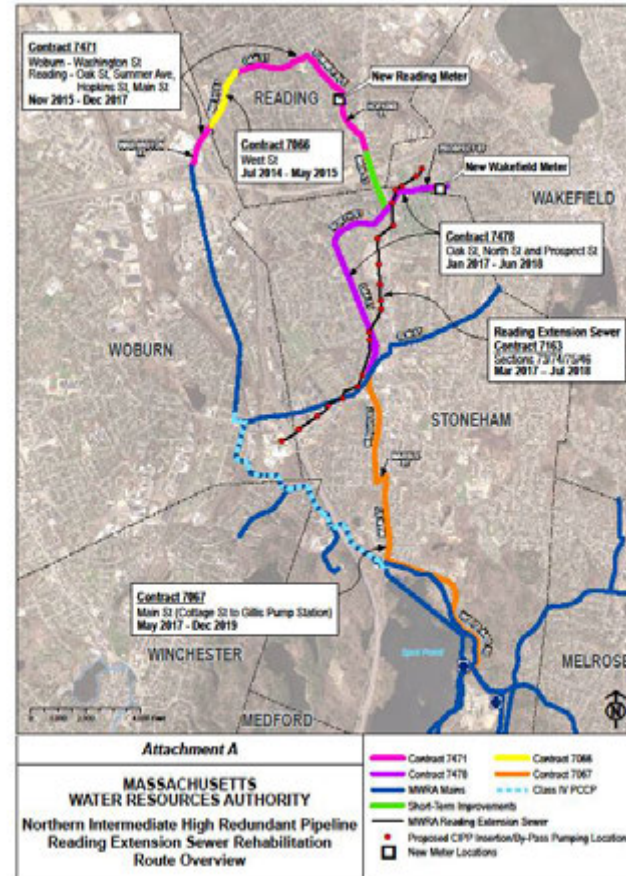 Contract 7471
Woburn - Washington St
Reading - Oak St, Summer Ave,
Hopkins St, Main St
Nov 2015 - Dec 2017
READING
New Reading Meter
Contract 7066
West St
Jul 2014 - May 2015
New Wakefield Meter
WAKEFIELD
Contract 7478
Oak St, North St and Prospect St
Jan 2017 - Jun 2018
WOBURN
Reading Extension Sewer
Contract 7163
Sections 73/74/75/46
Mar 2017 - Jul 2018
STONEHAM
Contract 7067
Main St (Cottage St to Gillis Pump Station)
May 2017 - Dec 2019
WINCHESTER
Spot Pond
MELROSE
MEDFORD
Attachment A
MASSACHUSETTS
WATER RESOURCES AUTHORITY
Northern Intermediate High Redundant Pipeline
Reading Extension Sewer Rehabilitation
Route Overview
Contract 7471
Contract 7066
Contract 7478
Contract 7067
MWRA Mains
Class IV PCCP
Short-Term Improvements
MWRA Reading Extension Sewer
Proposed CIPP Insertion/By-Pass Pumping Location
New Meter Locations